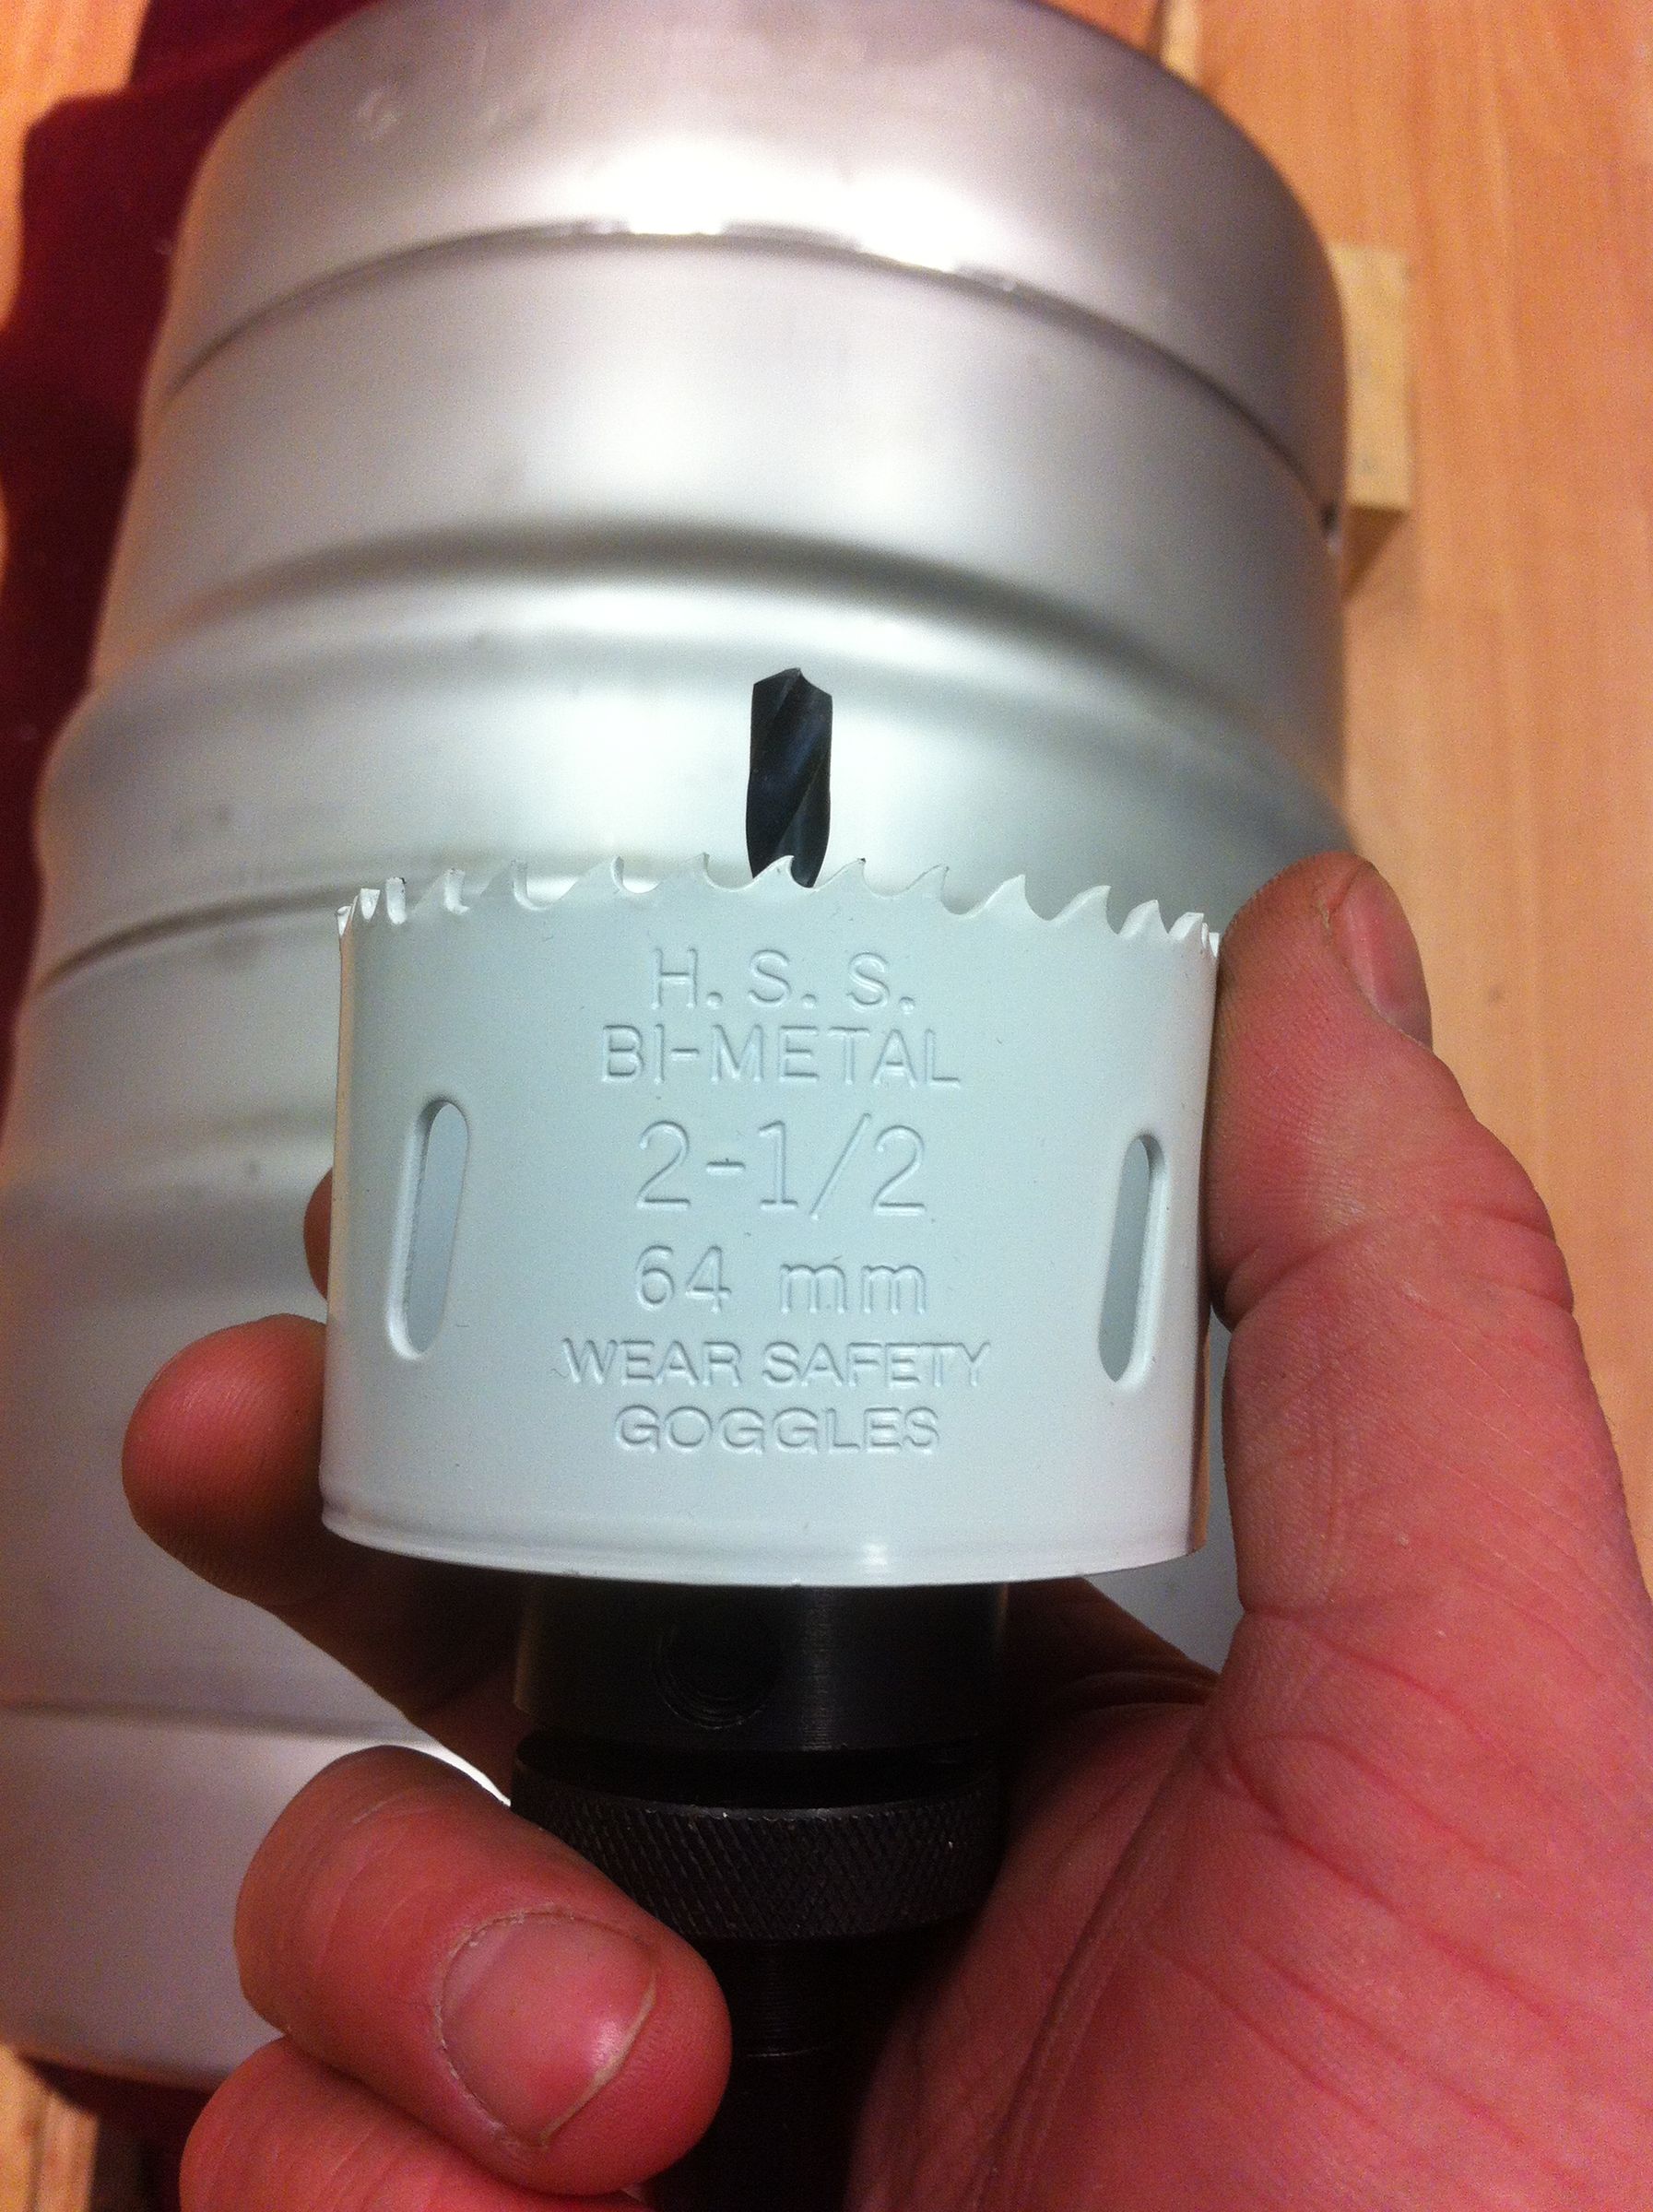 H. S. S.
BI-METAL
2-1/2
64 mm
WEAR SAFETY
GOGGLES